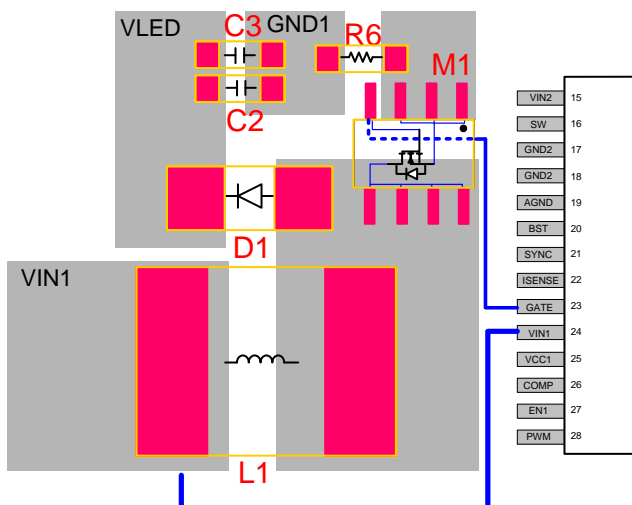 VLED
C3
GND1
R6
C2
M1
D1
VIN1
L1
VIN2 15
SW 16
GND2 17
GND2 18
AGND 19
BST 20
SYNC 21
ISENSE 22
GATE 23
VIN1 24
VCC1 25
COMP 26
EN1 27
PWM 28